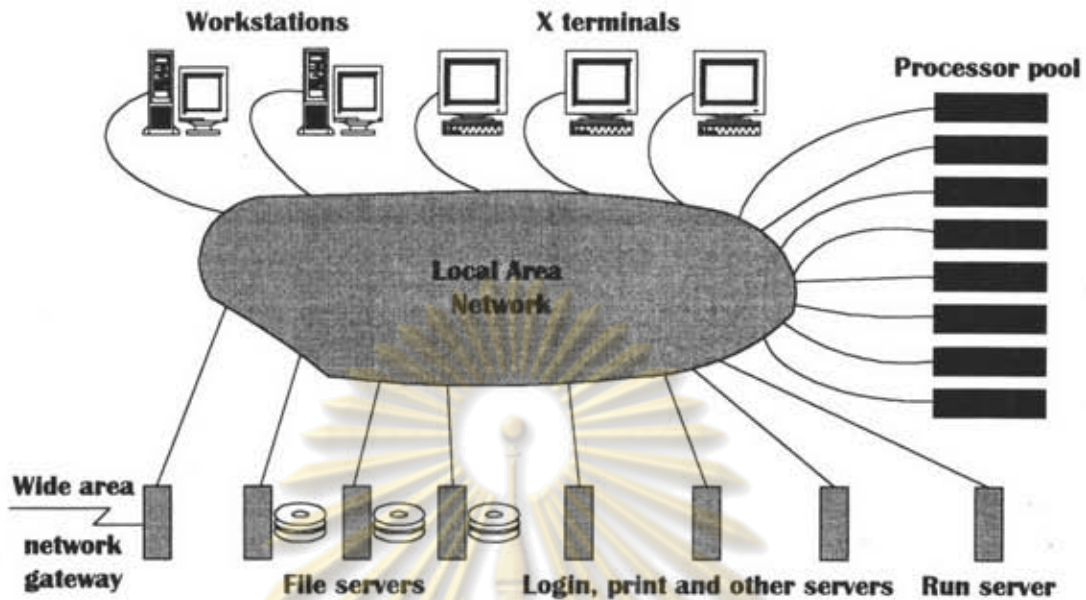 Workstations
X terminals
Processor pool
Local Area
Network
Wide area
network
gateway
File servers
Login, print and other servers
Run server